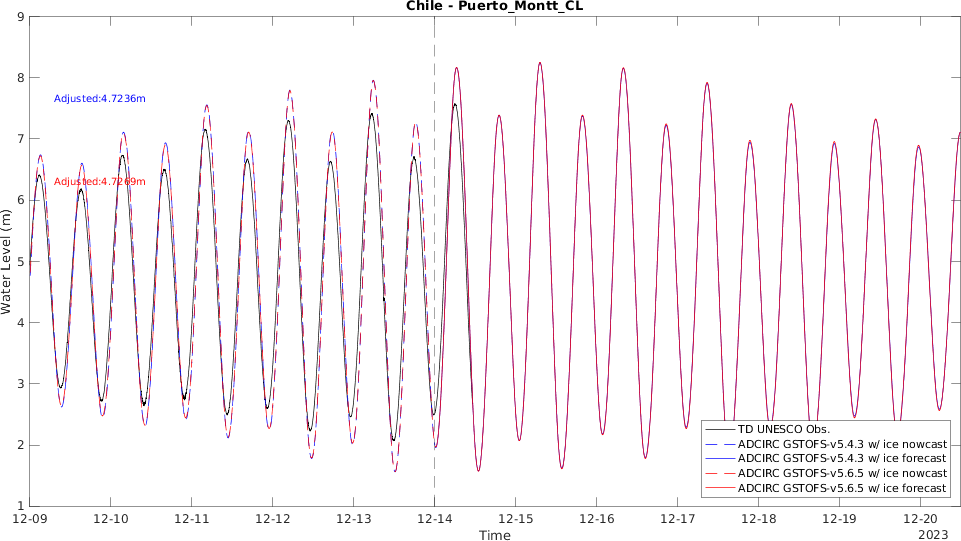 Chile - Puerto_Montt_CL
9
8
7
6
5
4
3
2
1
Water Level (m)
Adjusted:4.7236m
Adjusted:4.7269m
TD UNESCO Obs.
ADCIRC GSTOFS-v5.4.3 w/ ice nowcast
ADCIRC GSTOFS-v5.4.3 w/ ice forecast
ADCIRC GSTOFS-v5.6.5 w/ ice nowcast
ADCIRC GSTOFS-v5.6.5 w/ ice forecast
12-09 12-10 12-11 12-12 12-13 12-14 12-15 12-16 12-17 12-18 12-19 12-20
Time
2023